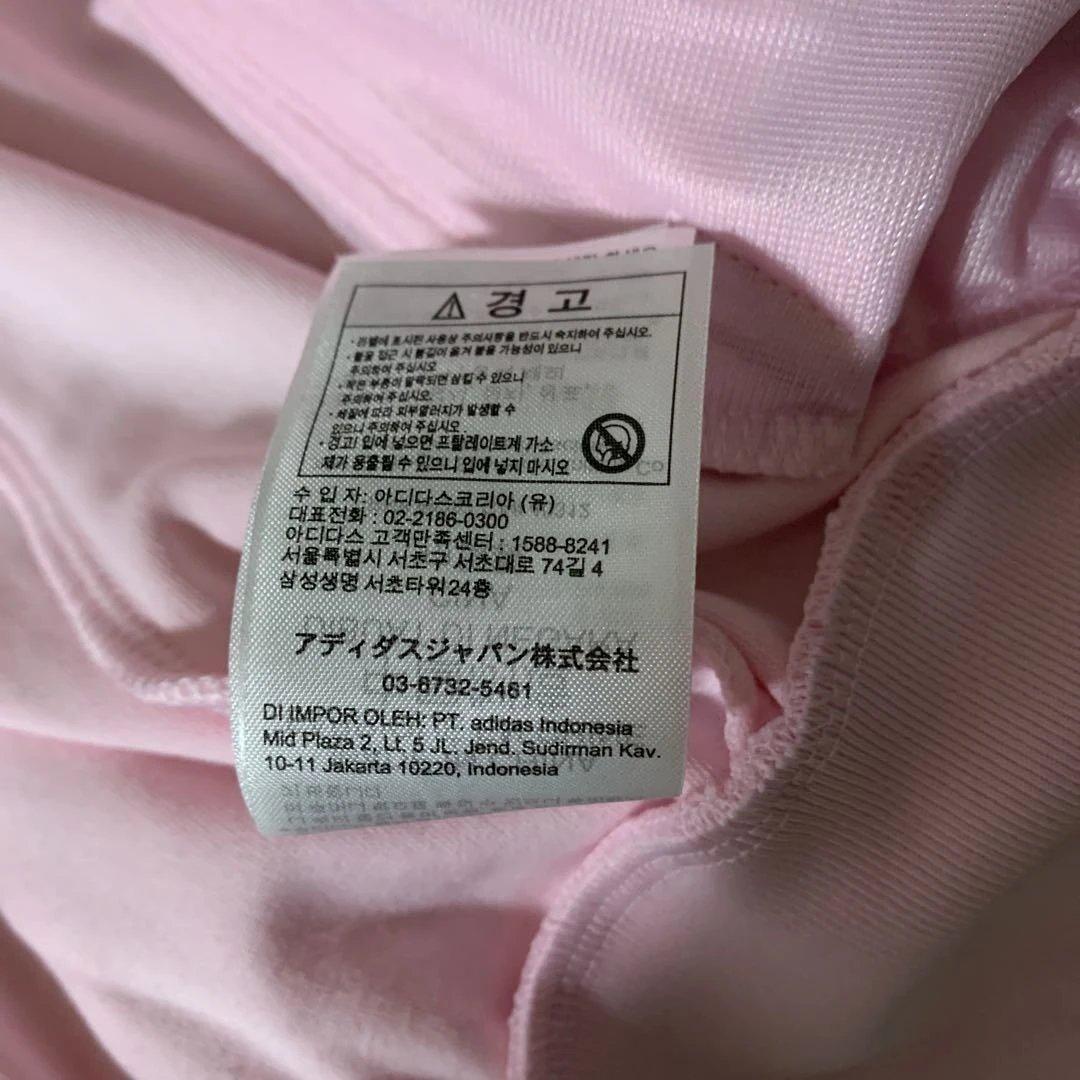 경 고
· 라벨에 표시된 사용상 주의사항을 반드시 숙지하여 주십시오.
· 불꽃 접근 시 불길이 옮겨 붙을 가능성이 있으니
주의하여 주십시오
· 작은 부품이 탈락되면 삼킬 수 있으니
주의하여 주십시오.
· 체질에 따라 피부알러지가 발생할 수
있으니 주의하여 주십시오
· 경고! 입에 넣으면 프탈레이트계 가소
제가 용출될 수 있으니 입에 넣지 마시오
수 입 자: 아디다스코리아 (유)
대표전화 : 02-2186-0300
아디다스 고객만족센터 : 1588-8241
서울특별시 서초구 서초대로 74길 4
삼성생명 서초타워24층
アディダスジャパン株式会社
03-6732-5461
DI IMPOR OLEH: PT. adidas Indonesia
Mid Plaza 2, Lt. 5 JL. Jend. Sudirman Kav.
10-11 Jakarta 10220, Indonesia